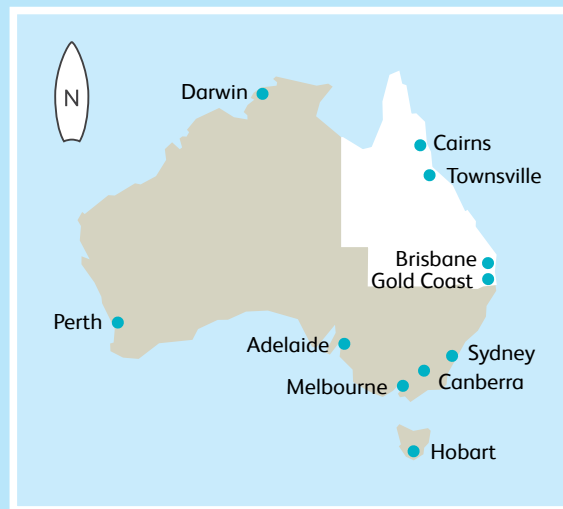 N
Darwin
Cairns
Townsville
Brisbane
Gold Coast
Perth
Adelaide
Sydney
Canberra
Melbourne
Hobart